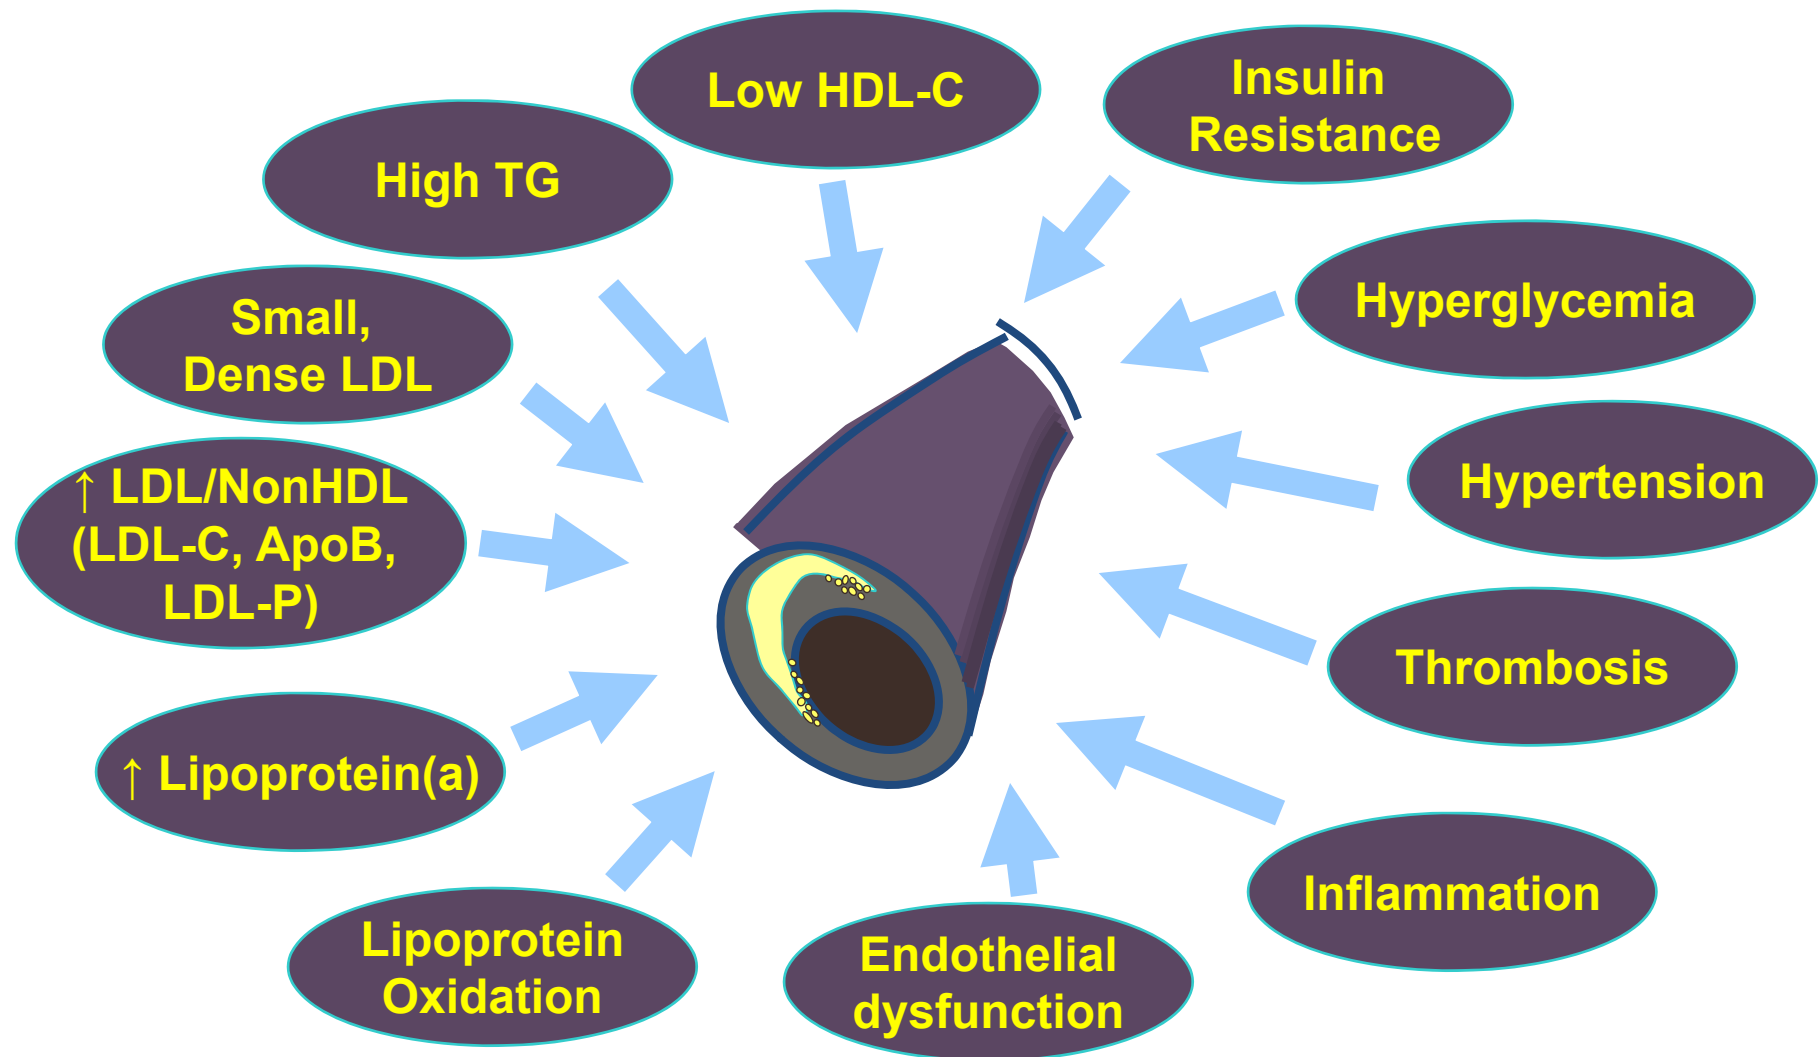 Low HDL-C
Insulin
Resistance
High TG
Hyperglycemia
Small,
Dense LDL
↑ LDL/NonHDL
(LDL-C, ApoB,
LDL-P)
Hypertension
Thrombosis
↑ Lipoprotein(a)
Inflammation
Lipoprotein
Oxidation
Endothelial
dysfunction